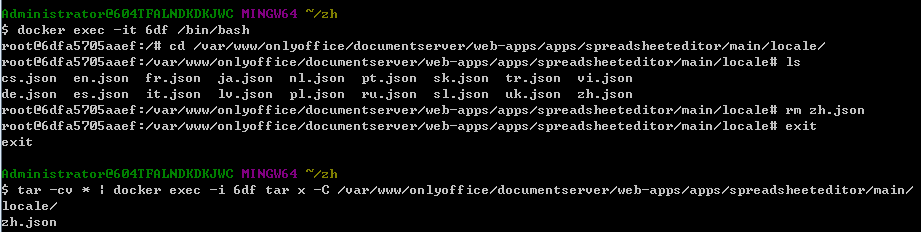 Administrator@604TFALNDKDKJWC MINGW64 ~/zh
$ docker exec -it 6df /bin/bash
root@6dfa5705aaef:/# cd /var/www/onlyoffice/documentserver/web-apps/apps/spreadsheeteditor/main/locale/
root@6dfa5705aaef:/var/www/onlyoffice/documentserver/web-apps/apps/spreadsheeteditor/main/locale# ls
cs.json en.json fr.json ja.json nl.json pt.json sk.json tr.json vi.json
de.json es.json it.json lv.json pl.json ru.json sl.json uk.json zh.json
root@6dfa5705aaef:/var/www/onlyoffice/documentserver/web-apps/apps/spreadsheeteditor/main/locale# rm zh.json
root@6dfa5705aaef:/var/www/onlyoffice/documentserver/web-apps/apps/spreadsheeteditor/main/locale# exit
exit
Administrator@604TFALNDKDKJWC MINGW64 ~/zh
$ tar -cv * | docker exec -i 6df tar x -C /var/www/onlyoffice/documentserver/web-apps/apps/spreadsheeteditor/main/
locale/
zh.json